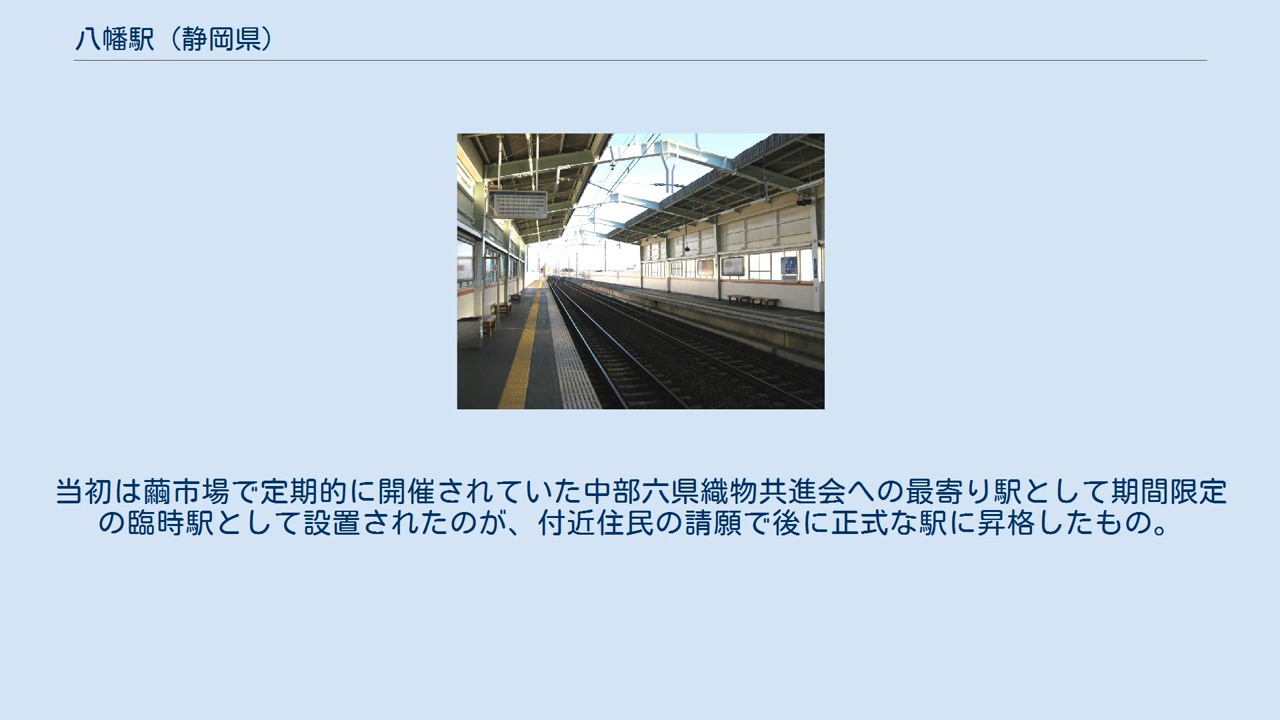 八幡駅（静岡県）
当初は繭市場で定期的に開催されていた中部六県織物共進会への最寄り駅として期間限定
の臨時駅として設置されたのが、付近住民の請願で後に正式な駅に昇格したもの。